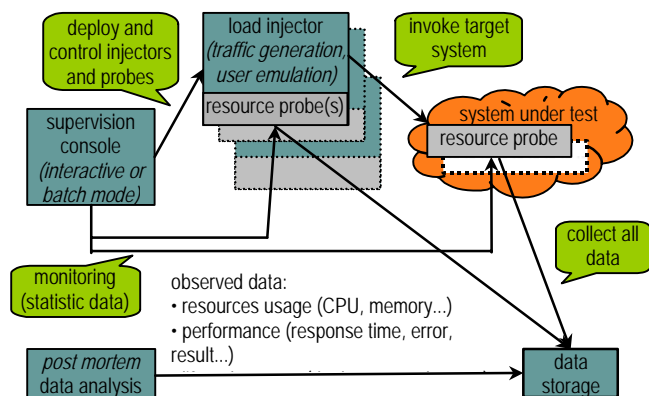 deploy and
control injectors
and probes
load injector
(traffic generation,
user emulation)
resource probe(s)
invoke target
system
supervision
console
(interactive or
batch mode)
system under test
resource probe
monitoring
(statistic data)
observed data:
• resources usage (CPU, memory...)
• performance (response time, error,
result...)
collect all
data
post mortem
data analysis
data
storage